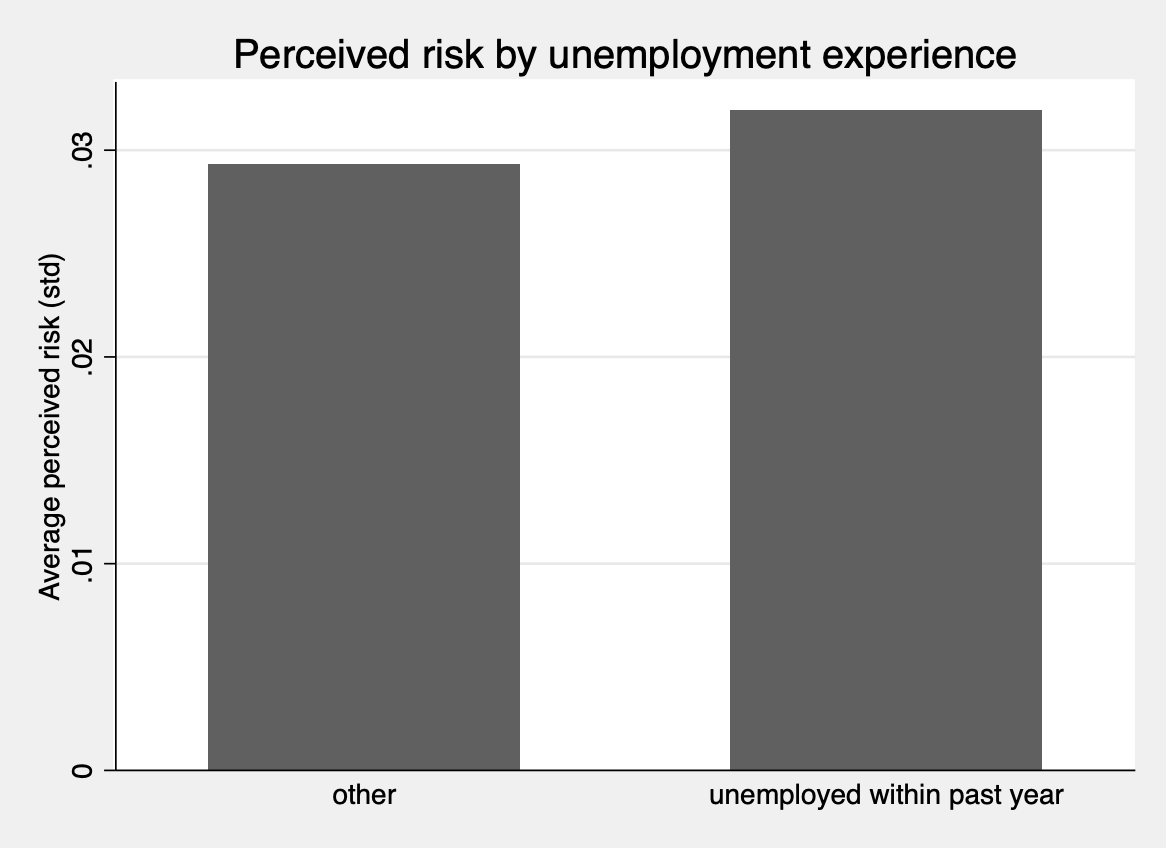 Perceived risk by unemployment experience
Average perceived risk (std)
.03
.02
.01
0
other
unemployed within past year